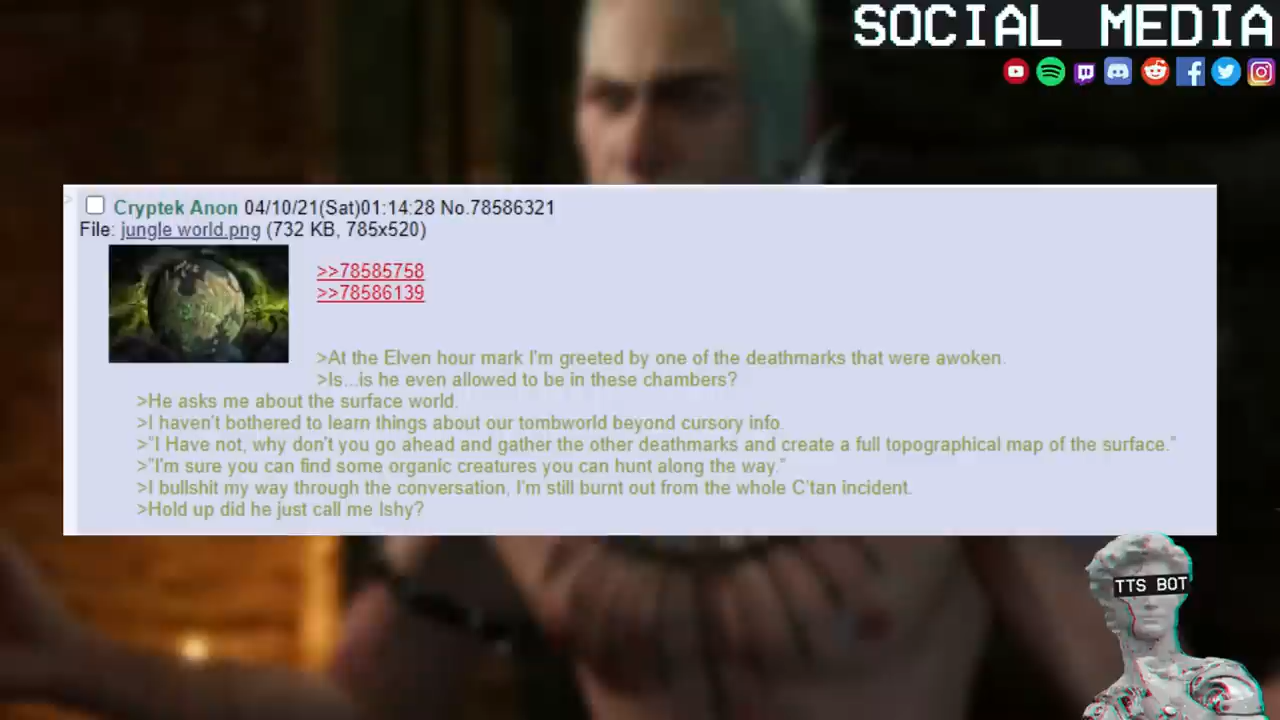 SOCIAL MEDIA
Cryptek Anon 04/10/21(Sat)01:14:28 No.78586321
File: jungle world.png (732 KB, 785x520)
>>78585758
>>78586139
>At the Elven hour mark I'm greeted by one of the deathmarks that were awoken.
>Is...is he even allowed to be in these chambers?
>He asks me about the surface world.
>I haven't bothered to learn things about our tombworld beyond cursory info.
>"I Have not, why don't you go ahead and gather the other deathmarks and create a full topographical map of the surface."
>"I'm sure you can find some organic creatures you can hunt along the way."
>I bullshit my way through the conversation, I'm still burnt out from the whole C'tan incident.
>Hold up did he just call me Ishy?
TTS BOT